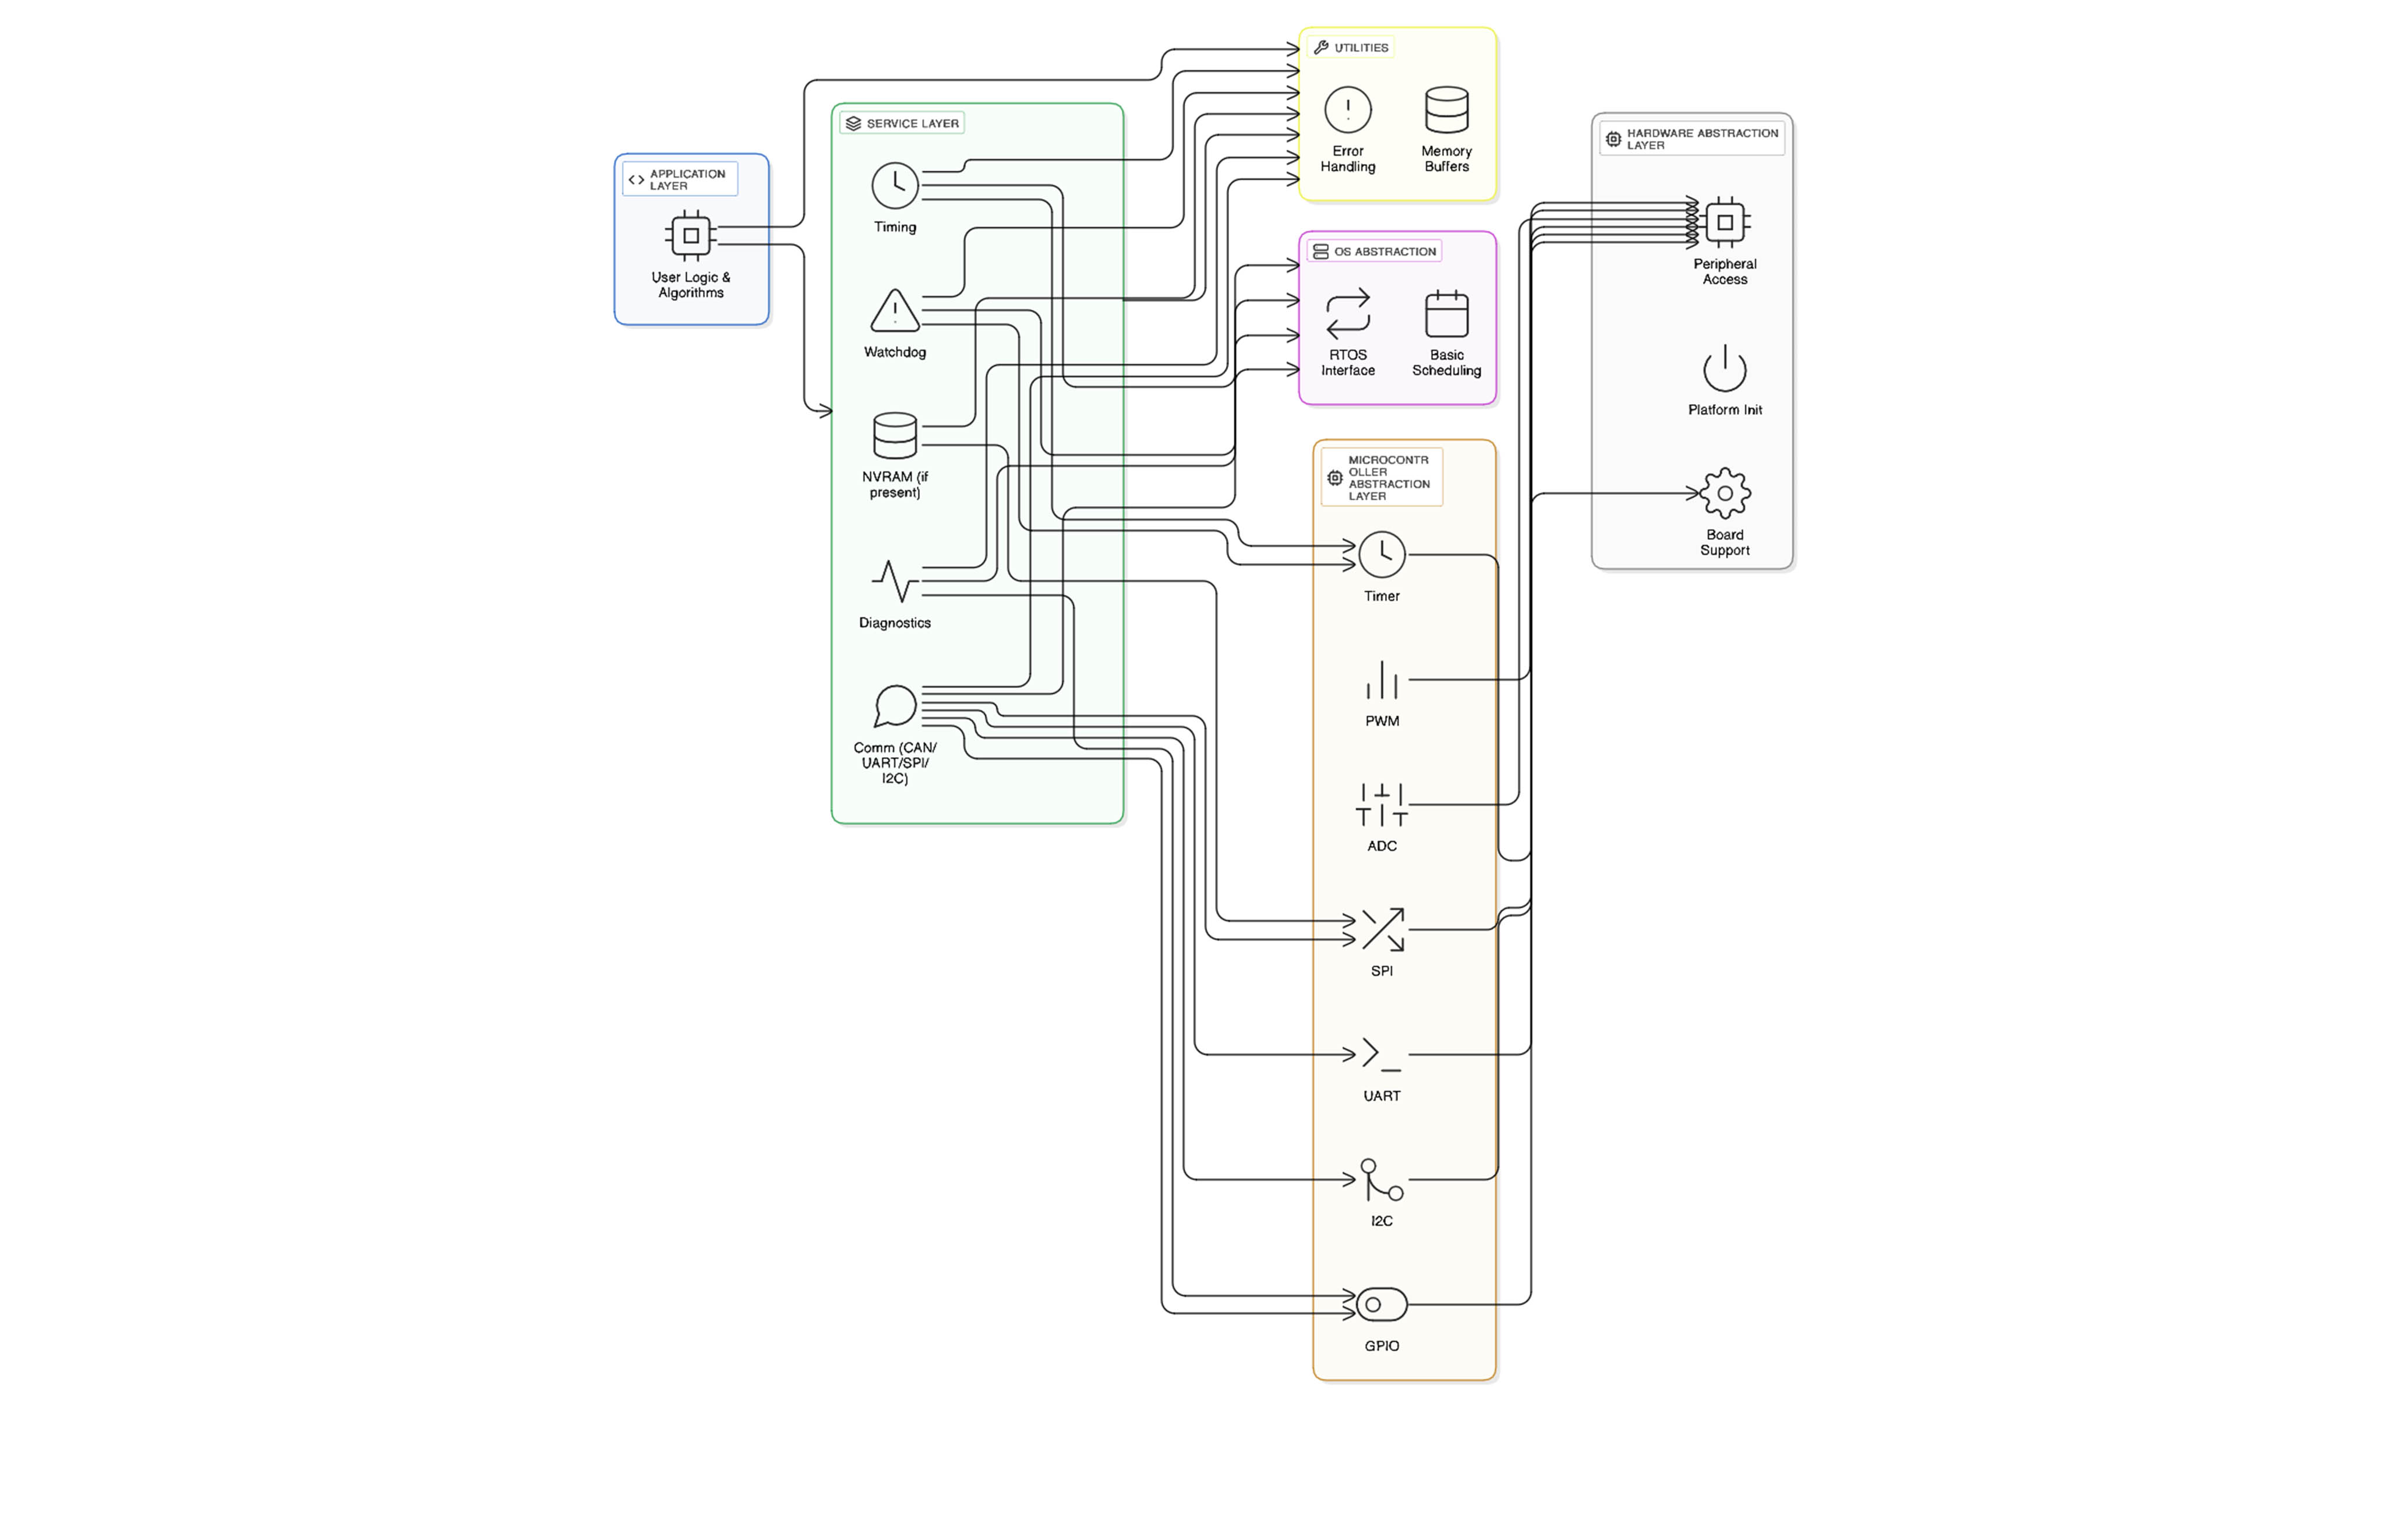 UTILITIES
Error
Handling
Memory
Buffers
SERVICE LAYER
HARDWARE ABSTRACTION
LAYER
APPLICATION
LAYER
User Logic &
Algorithms
Timing
Watchdog
NVRAM (if
present)
Diagnostics
Comm (CAN/
UART/SPI/
I2C)
OS ABSTRACTION
RTOS
Interface
Basic
Scheduling
Peripheral
Access
Platform Init
Board
Support
MICROCONTR
OLLER
ABSTRACTION
LAYER
Timer
PWM
ADC
SPI
UART
I2C
GPIO